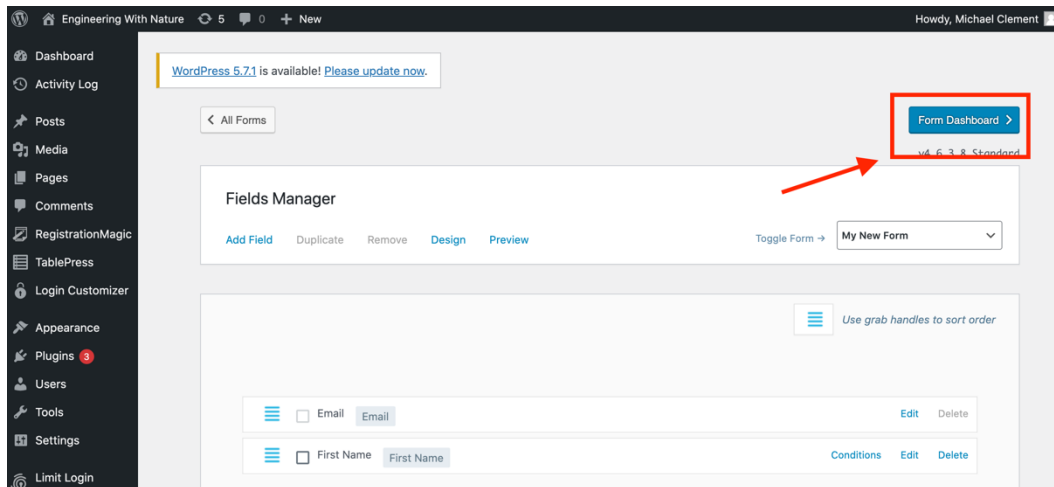 Engineering With Nature 5 0 + New Howdy, Michael Clement
Dashboard
Activity Log
Posts
Media
Pages
Comments
RegistrationMagic
TablePress
Login Customizer
Appearance
Plugins 3
Users
Tools
Settings
Limit Login
WordPress 5.7.1 is available! Please update now.
All Forms
Form Dashboard
v4.6.3.8 Standard
Fields Manager
Add Field Duplicate Remove Design Preview
Toggle Form → My New Form
Use grab handles to sort order
Email Email Edit Delete
First Name First Name Conditions Edit Delete